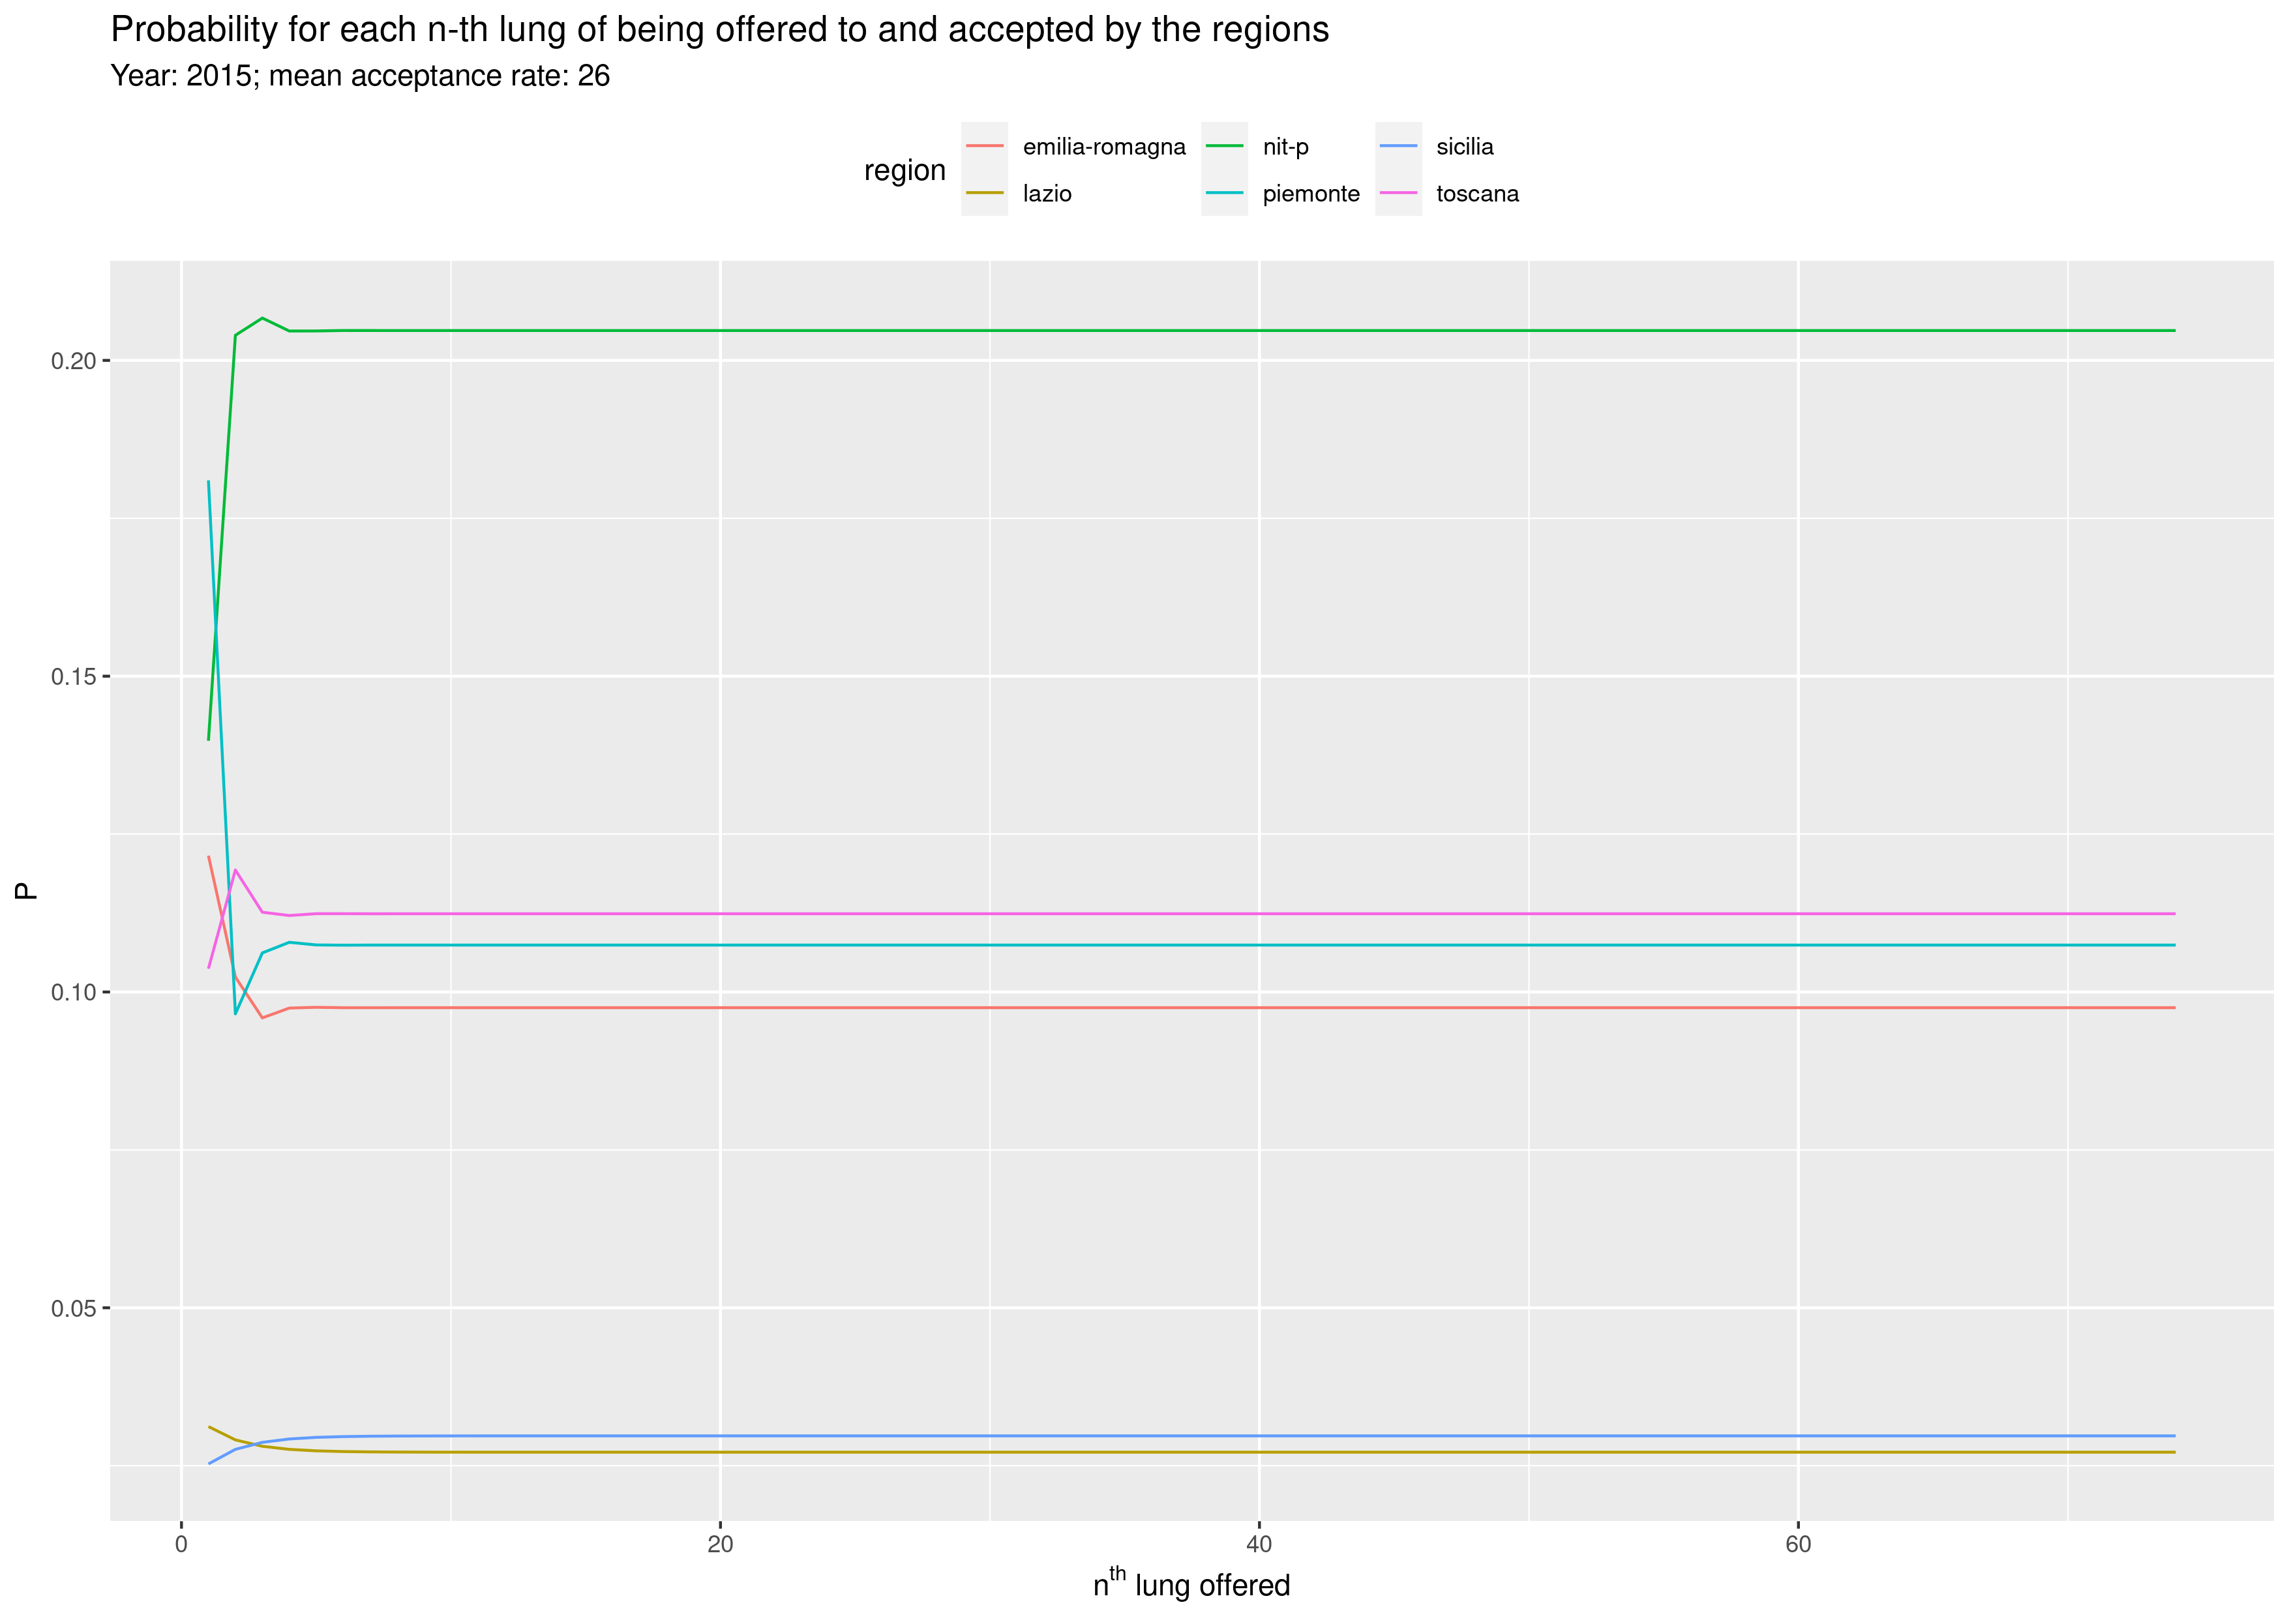 Probability for each n-th lung of being offered to and accepted by the regions
Year: 2015; mean acceptance rate: 26
region
emilia-romagna nit-p sicilia
lazio piemonte toscana
P
0.20
0.15
0.10
0.05
0 20 40 60
nth lung offered